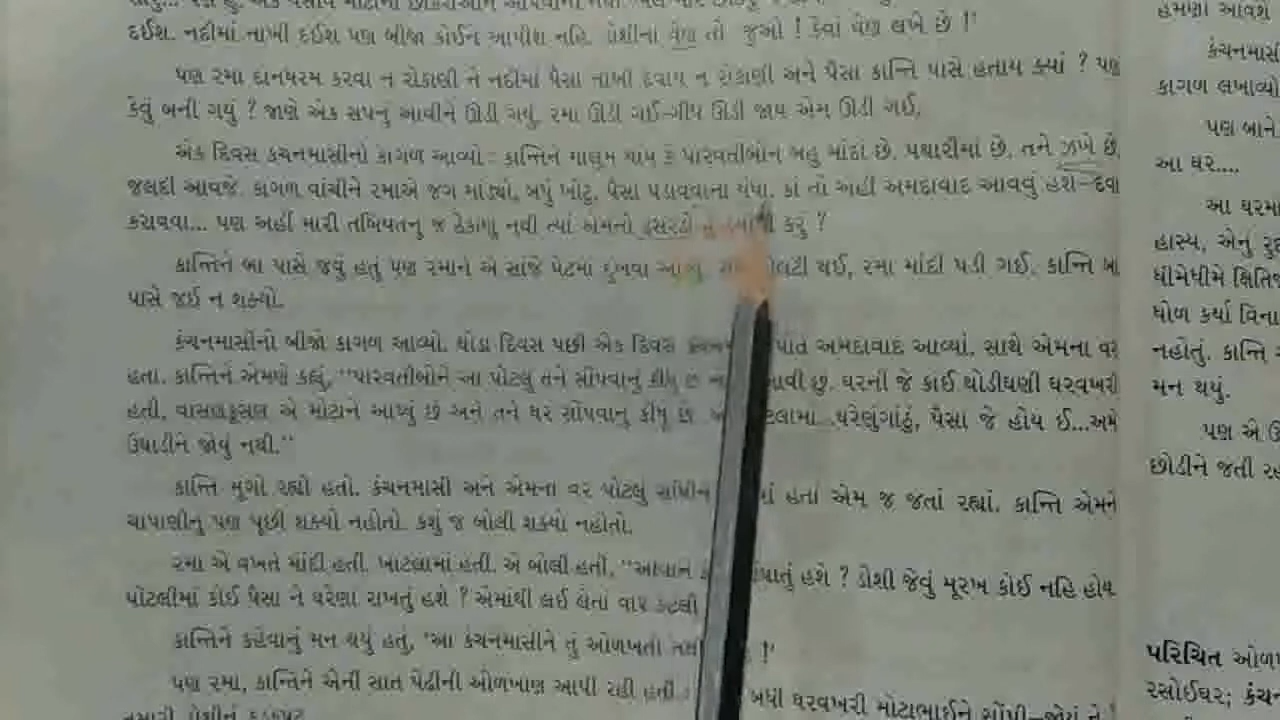 દઈશ. નદીમાં નાખી દઈશ પણ બીજા કોઈને આપીશ નહિ. ડોશીના વેણ તો જુઓ ! કેવાં વેણ લખે છે !'
પણ રમા દાનધરમ કરવા ન રોકાણી ને નદીમાં પૈસા નાખી દેવાય ન રોકાણી અને પૈસા કાન્તિ પાસે હતાય ક્યાં ? પણ
કેવું બની ગયું ? જાણે એક સપનું આવીને ઊડી ગયું. રમા ઊડી ગઈ–ગીધ ઊડી જાય એમ ઊડી ગઈ.
એક દિવસ કંચનમાસીનો કાગળ આવ્યો : કાન્તિને માલૂમ થાય કે પારવતીબોન બહુ માંદાં છે. પથારીમાં છે. તને ઝંખે છે.
જલદી આવજે. કાગળ વાંચીને રમાએ જગ માંડ્યો. બધું ખોટું. પૈસા પડાવવાના ધંધા. કાં તો અહીં અમદાવાદ આવવું હશે–દવા
કરાવવા... પણ અહીં મારી તબિયતનું જ ઠેકાણું નથી ત્યાં એમનો ઢસરડો કરું ?
કાન્તિને બા પાસે જવું હતું પણ રમાને એ સાંજે પેટમાં દુખવા ઊલટી થઈ, રમા માંદી પડી ગઈ. કાન્તિ બા
પાસે જઈ ન શક્યો.
કંચનમાસીનો બીજો કાગળ આવ્યો. થોડા દિવસ પછી એક દિવસ પોતે અમદાવાદ આવ્યાં. સાથે એમના વર
હતા. કાન્તિને એમણે કહ્યું, "પારવતીબોને આ પોટલું તને સોંપવાનું કીધું છે આવી છું. ઘરની જે કાંઈ થોડીઘણી ઘરવખરી
હતી, વાસણકૂસણ એ મોટાને આપ્યું છે અને તને ઘર સોંપવાનું કીધું છે. ઘરેણુંગાંઠું, પૈસા જે હોય ઈ...અમે
ઉઘાડીને જોયું નથી."
કાન્તિ મૂંગો રહ્યો હતો. કંચનમાસી અને એમના વર પોટલું સોંપીને હતાં એમ જ જતાં રહ્યાં. કાન્તિ એમને
ચાપાણીનું પણ પૂછી શક્યો નહોતો. કશું જ બોલી શક્યો નહોતો.
રમા એ વખતે માંદી હતી. ખાટલામાં હતી. એ બોલી હતી, હશે ? ડોશી જેવું મૂરખ કોઈ નહિ હોય
પોટલીમાં કોઈ પૈસા ને ઘરેણાં રાખતું હશે ? એમાંથી લઈ લેતાં વાર કેટલી
કાન્તિને કહેવાનું મન થયું હતું, 'આ કંચનમાસીને તું ઓળખતી નથી !'
પણ રમા, કાન્તિને એની સાત પેઢીની ઓળખાણ આપી રહી હતી : બધી ઘરવખરી મોટાભાઈને સોંપી–જોયું ને !
હમણાં આવશે
કંચનમાસી
કાગળ લખાવ્યો
પણ બાને
આ ઘર....
આ ઘરમાં
હાસ્ય, એનું
ધીમેધીમે ક્ષિતિજ
ધોળ કર્યા વિના
નહોતું. કાન્તિ
મન થયું.
પણ એ
છોડીને જતી
પરિચિત
રસોઈઘર;